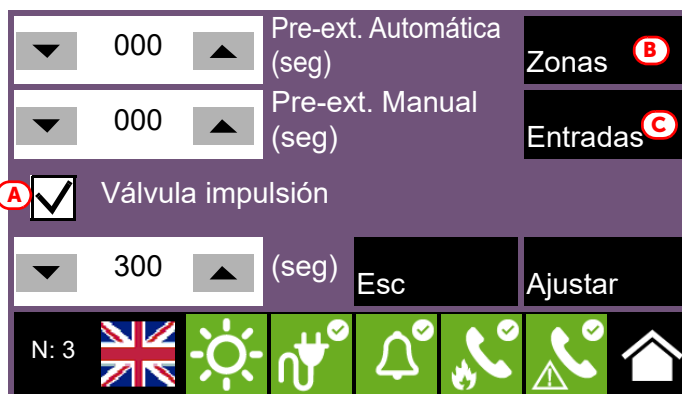 000
Pre-ext. Automática
(seg)
Zonas
B
000
Pre-ext. Manual
(seg)
Entradas
C
A
Válvula impulsión
300
(seg)
Esc
Ajustar
N: 3